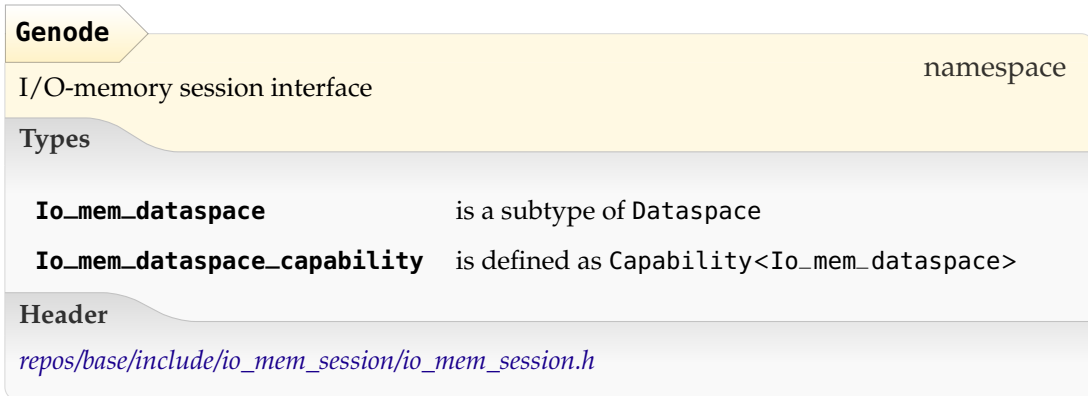 Genode
namespace
I/O-memory session interface
Types
Io_mem_dataspace is a subtype of Dataspace
Io_mem_dataspace_capability is defined as Capability<Io_mem_dataspace>
Header
repos/base/include/io_mem_session/io_mem_session.h